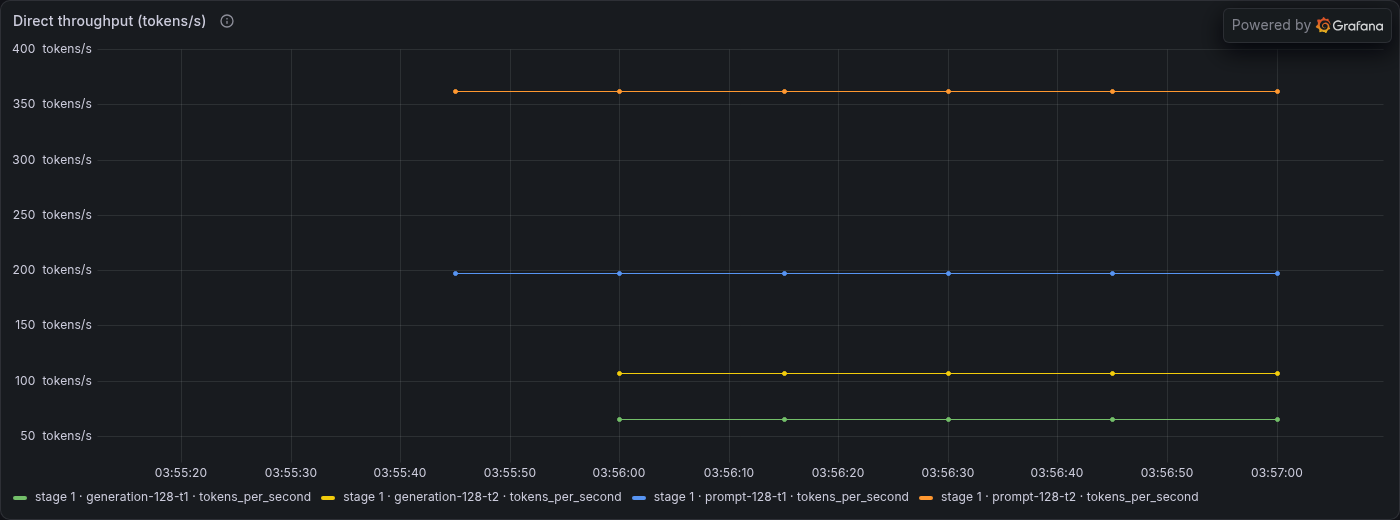 Direct throughput (tokens/s)
Powered by Grafana
400 tokens/s
350 tokens/s
300 tokens/s
250 tokens/s
200 tokens/s
150 tokens/s
100 tokens/s
50 tokens/s
03:55:20 03:55:30 03:55:40 03:55:50 03:56:00 03:56:10 03:56:20 03:56:30 03:56:40 03:56:50 03:57:00
stage 1 · generation-128-t1 · tokens_per_second stage 1 · generation-128-t2 · tokens_per_second stage 1 · prompt-128-t1 · tokens_per_second stage 1 · prompt-128-t2 · tokens_per_second